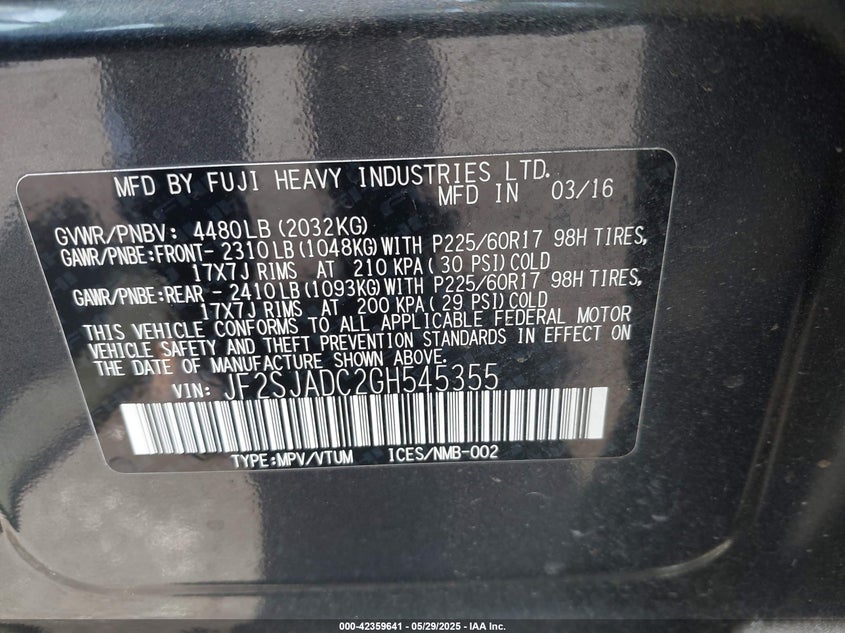 MFD BY FUJI HEAVY INDUSTRIES LTD.
MFD IN 03/16
GVWR/PNBV: 4480LB (2032KG)
GAWR/PNBE:FRONT- 2310LB (1048KG) WITH P225/60R17 98H TIRES,
17X7J RIMS AT 210 KPA ( 30 PSI) COLD
GAWR/PNBE:REAR - 2410LB (1093KG) WITH P225/60R17 98H TIRES,
17X7J RIMS AT 200 KPA ( 29 PSI) COLD
THIS VEHICLE CONFORMS TO ALL APPLICABLE FEDERAL MOTOR
VEHICLE SAFETY AND THEFT PREVENTION STANDARDS IN EFFECT ON
THE DATE OF MANUFACTURE SHOWN ABOVE.
VIN: JF2SJADC2GH545355
TYPE:MPV/VTUM ICES/NMB-002
000-42359641 - 05/29/2025 - IAA Inc.